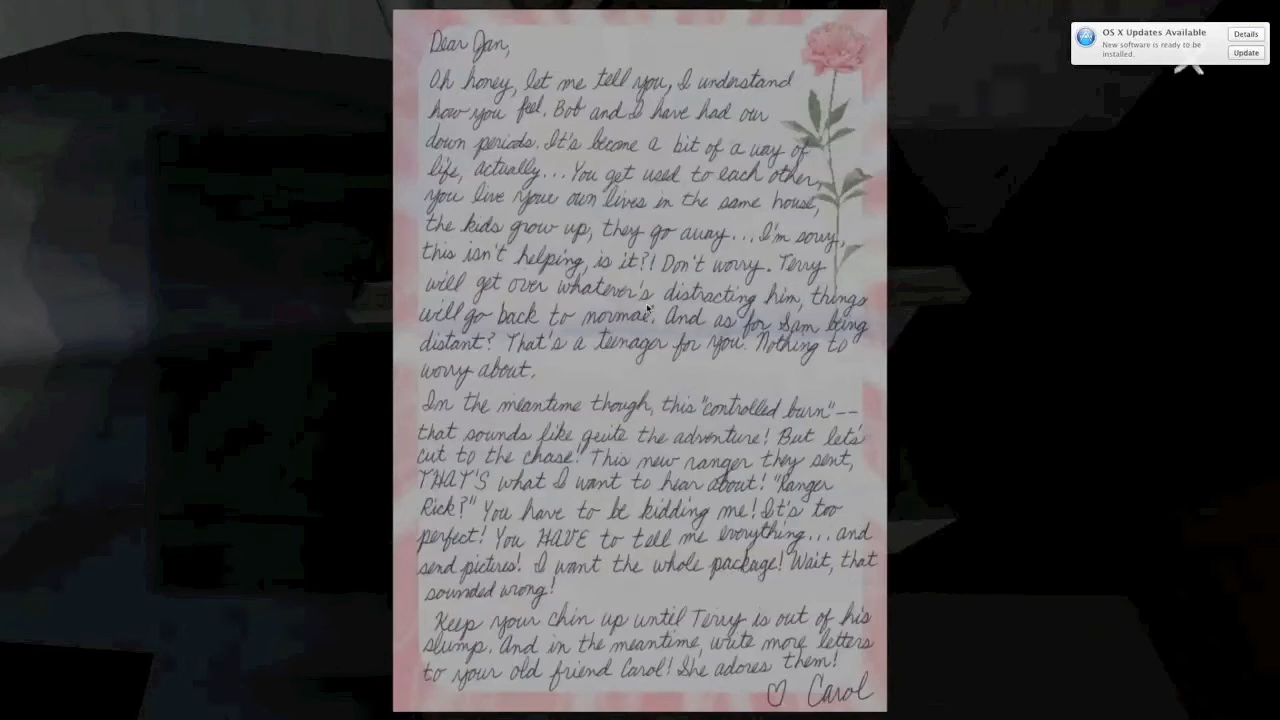 Dear Jan,
Oh honey, let me tell you, I understand
how you feel. Bob and I have had our
down periods. It's become a bit of a way of
life, actually... You get used to each other,
you live your own lives in the same house,
the kids grow up, they go away... I'm sorry,
this isn't helping, is it?! Don't worry. Terry
will get over whatever's distracting him, things
will go back to normal. And as for Sam being
distant? That's a teenager for you. Nothing to
worry about.
In the meantime though, this "controlled burn"--
that sounds like quite the adventure! But let's
cut to the chase! This new ranger they sent,
THAT'S what I want to hear about! "Ranger
Rick?" You have to be kidding me! It's too
perfect! You HAVE to tell me everything... and
send pictures! I want the whole package! Wait, that
sounded wrong!
Keep your chin up until Terry is out of his
slump. And in the meantime, write more letters
to your old friend Carol! She adores them!
♡ Carol
OS X Updates Available
New software is ready to be
installed.
Details
Update